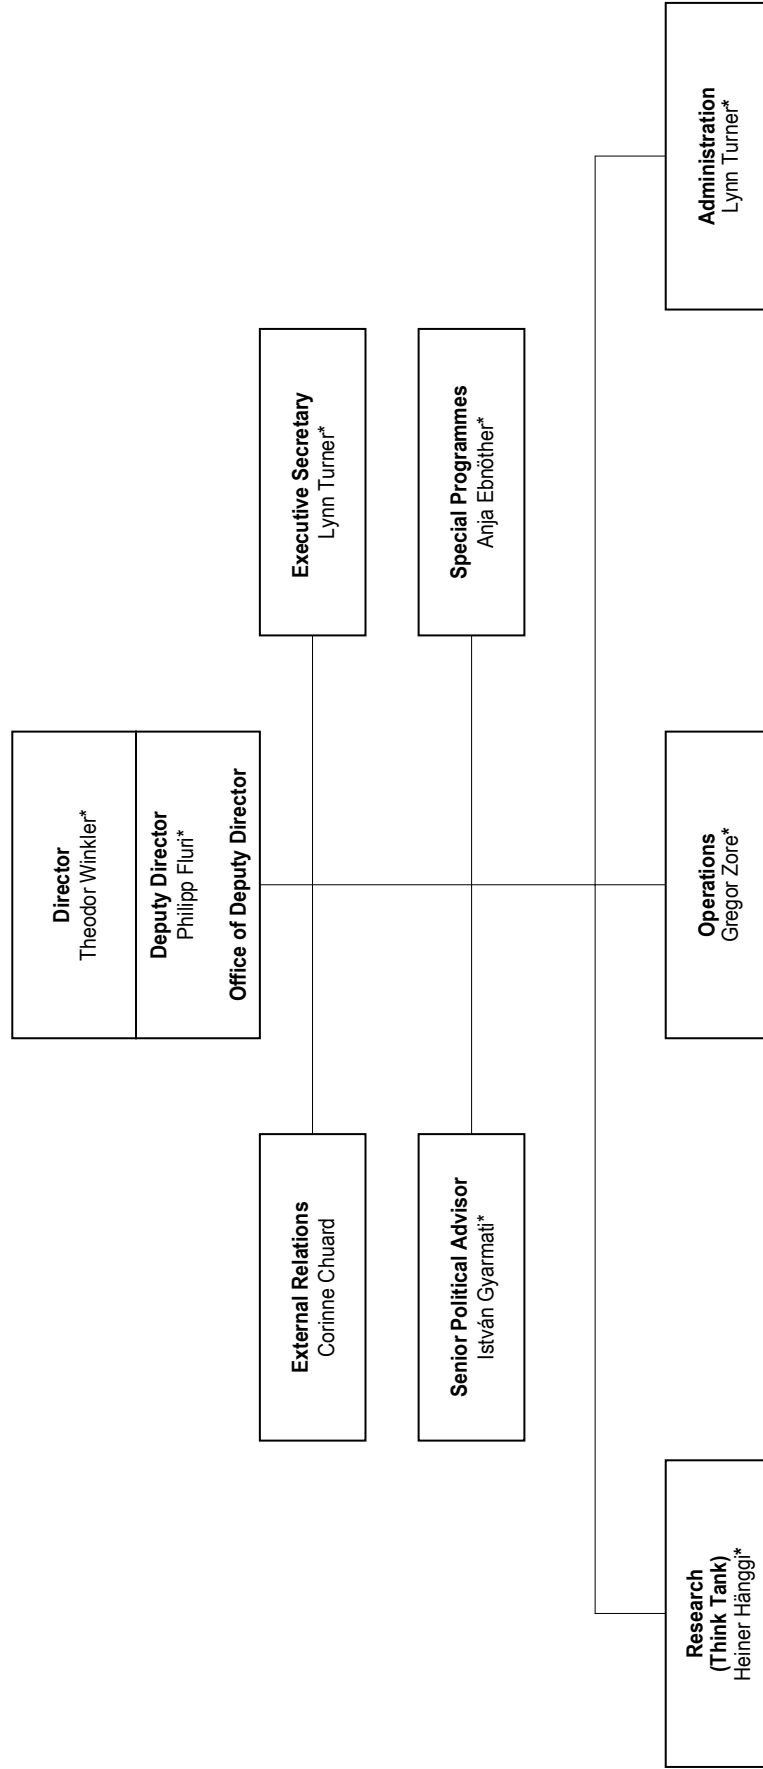 Director
Theodor Winkler*
Deputy Director
Philipp Fluri*
Office of Deputy Director
External Relations
Corinne Chuard
Executive Secretary
Lynn Turner*
Senior Political Advisor
István Gyarmati*
Special Programmes
Anja Ebnöther*
Research
(Think Tank)
Heiner Hänggi*
Operations
Gregor Zore*
Administration
Lynn Turner*